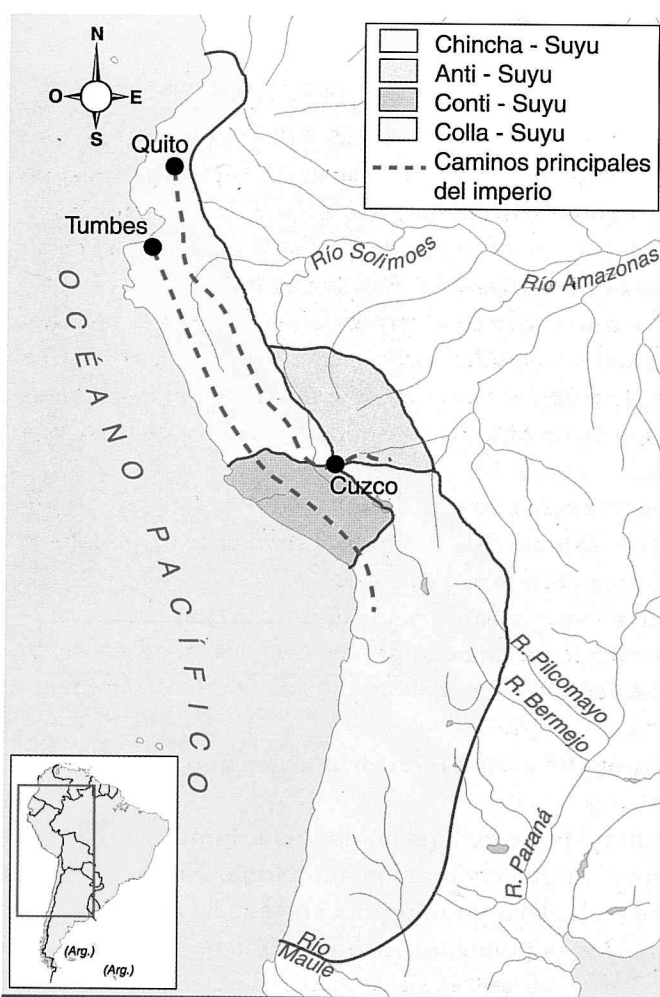 N
O
E
S
Chincha - Suyu
Anti - Suyu
Conti - Suyu
Colla - Suyu
Caminos principales
del imperio
Quito
Tumbes
Río Solimoes
Río Amazonas
OCÉANO PACÍFICO
Cuzco
R. Pilcomayo
R. Bermejo
R. Paraná
Río
Maule
(Arg.)
(Arg.)